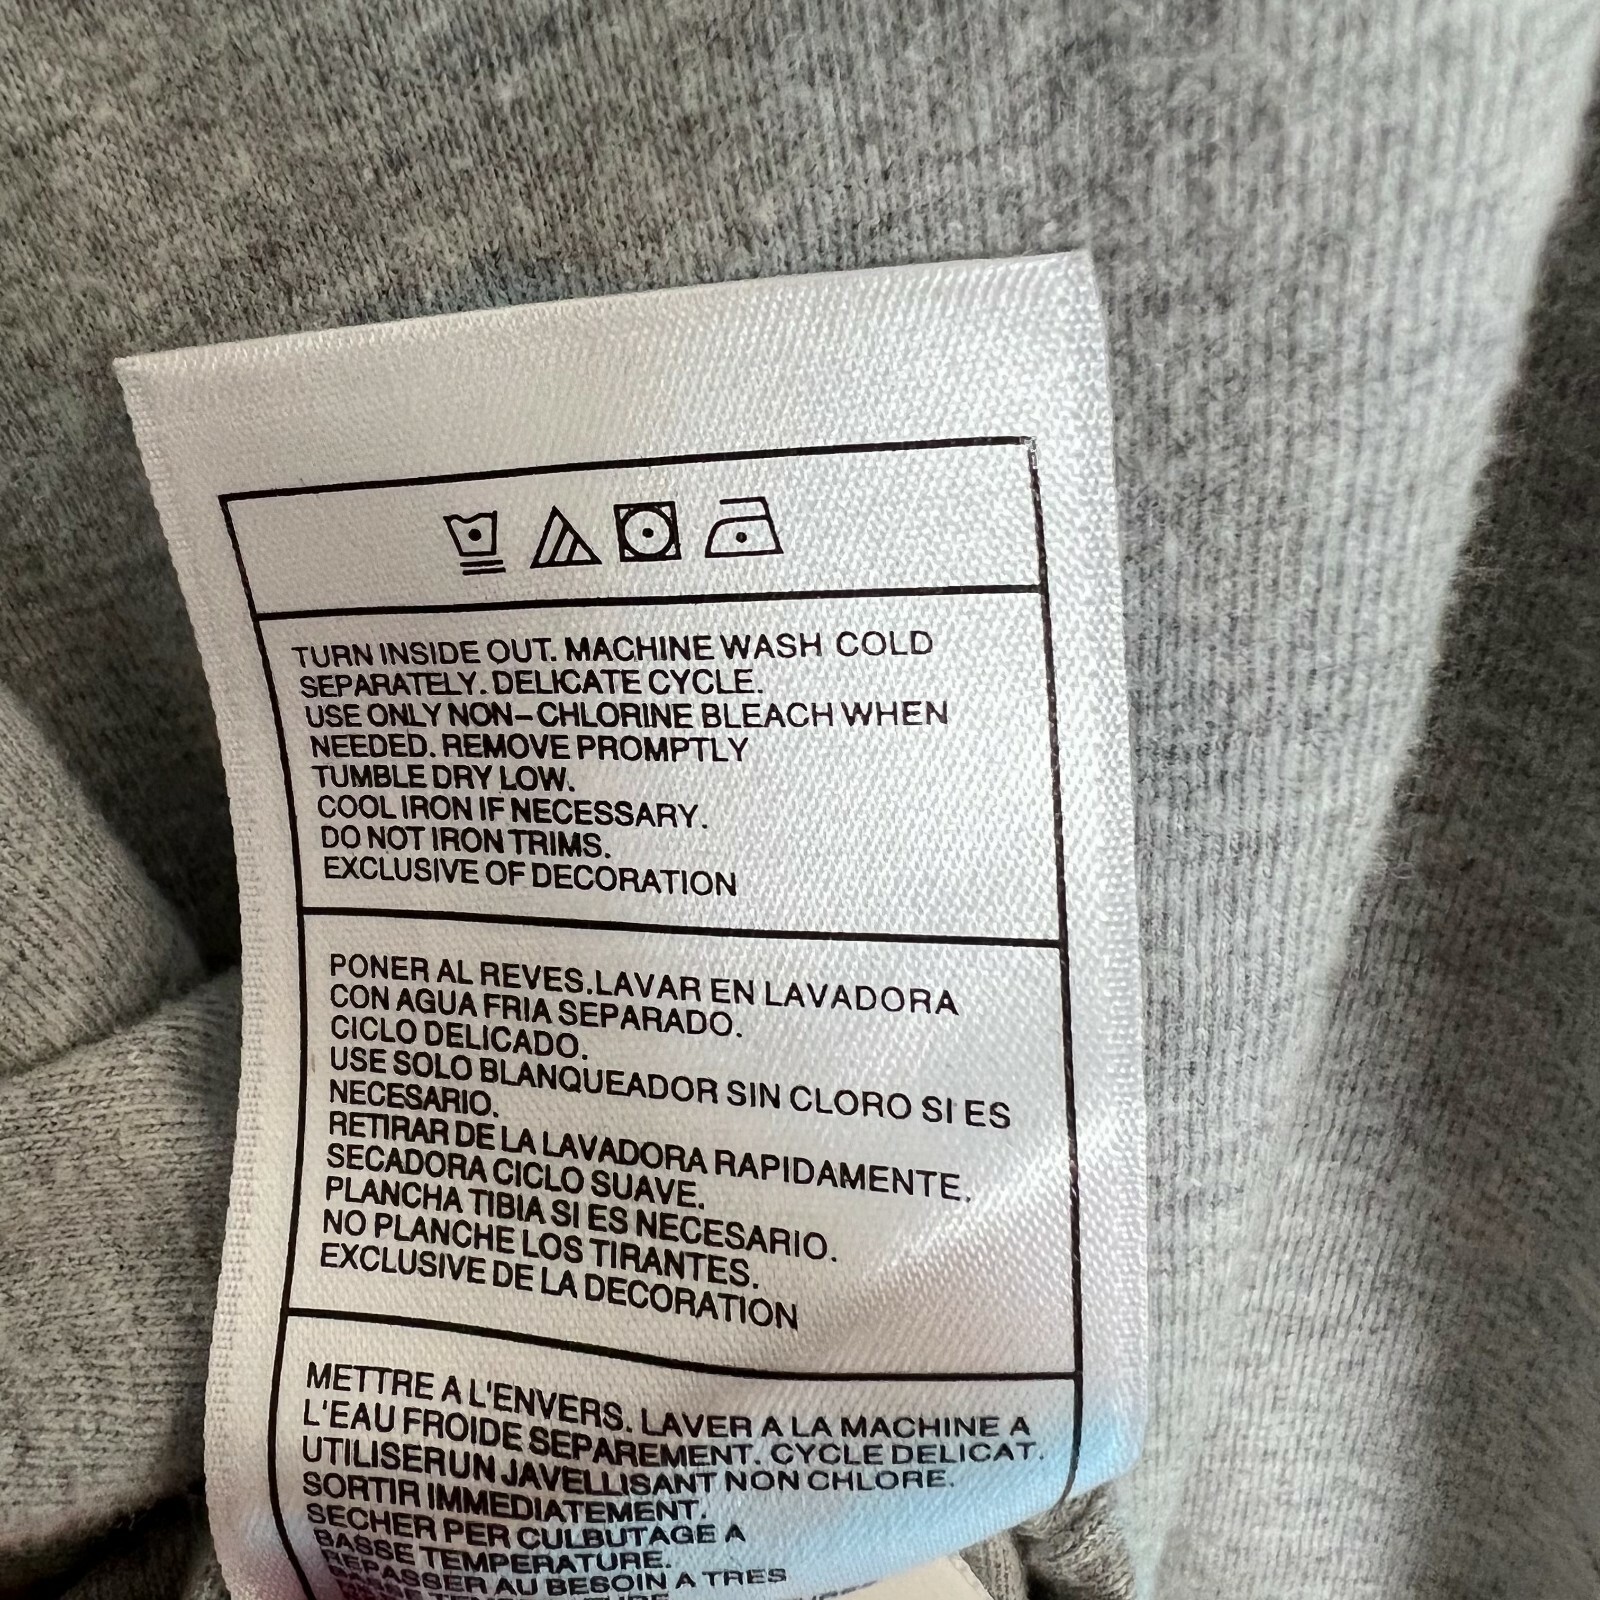 TURN INSIDE OUT. MACHINE WASH COLD
SEPARATELY. DELICATE CYCLE.
USE ONLY NON-CHLORINE BLEACH WHEN
NEEDED. REMOVE PROMPTLY
TUMBLE DRY LOW.
COOL IRON IF NECESSARY.
DO NOT IRON TRIMS.
EXCLUSIVE OF DECORATION
PONER AL REVES.LAVAR EN LAVADORA
CON AGUA FRIA SEPARADO.
CICLO DELICADO.
USE SOLO BLANQUEADOR SIN CLORO SI ES
NECESARIO.
RETIRAR DE LA LAVADORA RAPIDAMENTE.
SECADORA CICLO SUAVE.
PLANCHA TIBIA SI ES NECESARIO.
NO PLANCHE LOS TIRANTES.
EXCLUSIVE DE LA DECORATION
METTRE A L'ENVERS. LAVER A LA MACHINE A
L'EAU FROIDE SEPAREMENT. CYCLE DELICAT.
UTILISERUN JAVELLISANT NON CHLORE.
SORTIR IMMEDIATEMENT.
SECHER PER CULBUTAGE A
BASSE TEMPERATURE.
REPASSER AU BESOIN A TRES